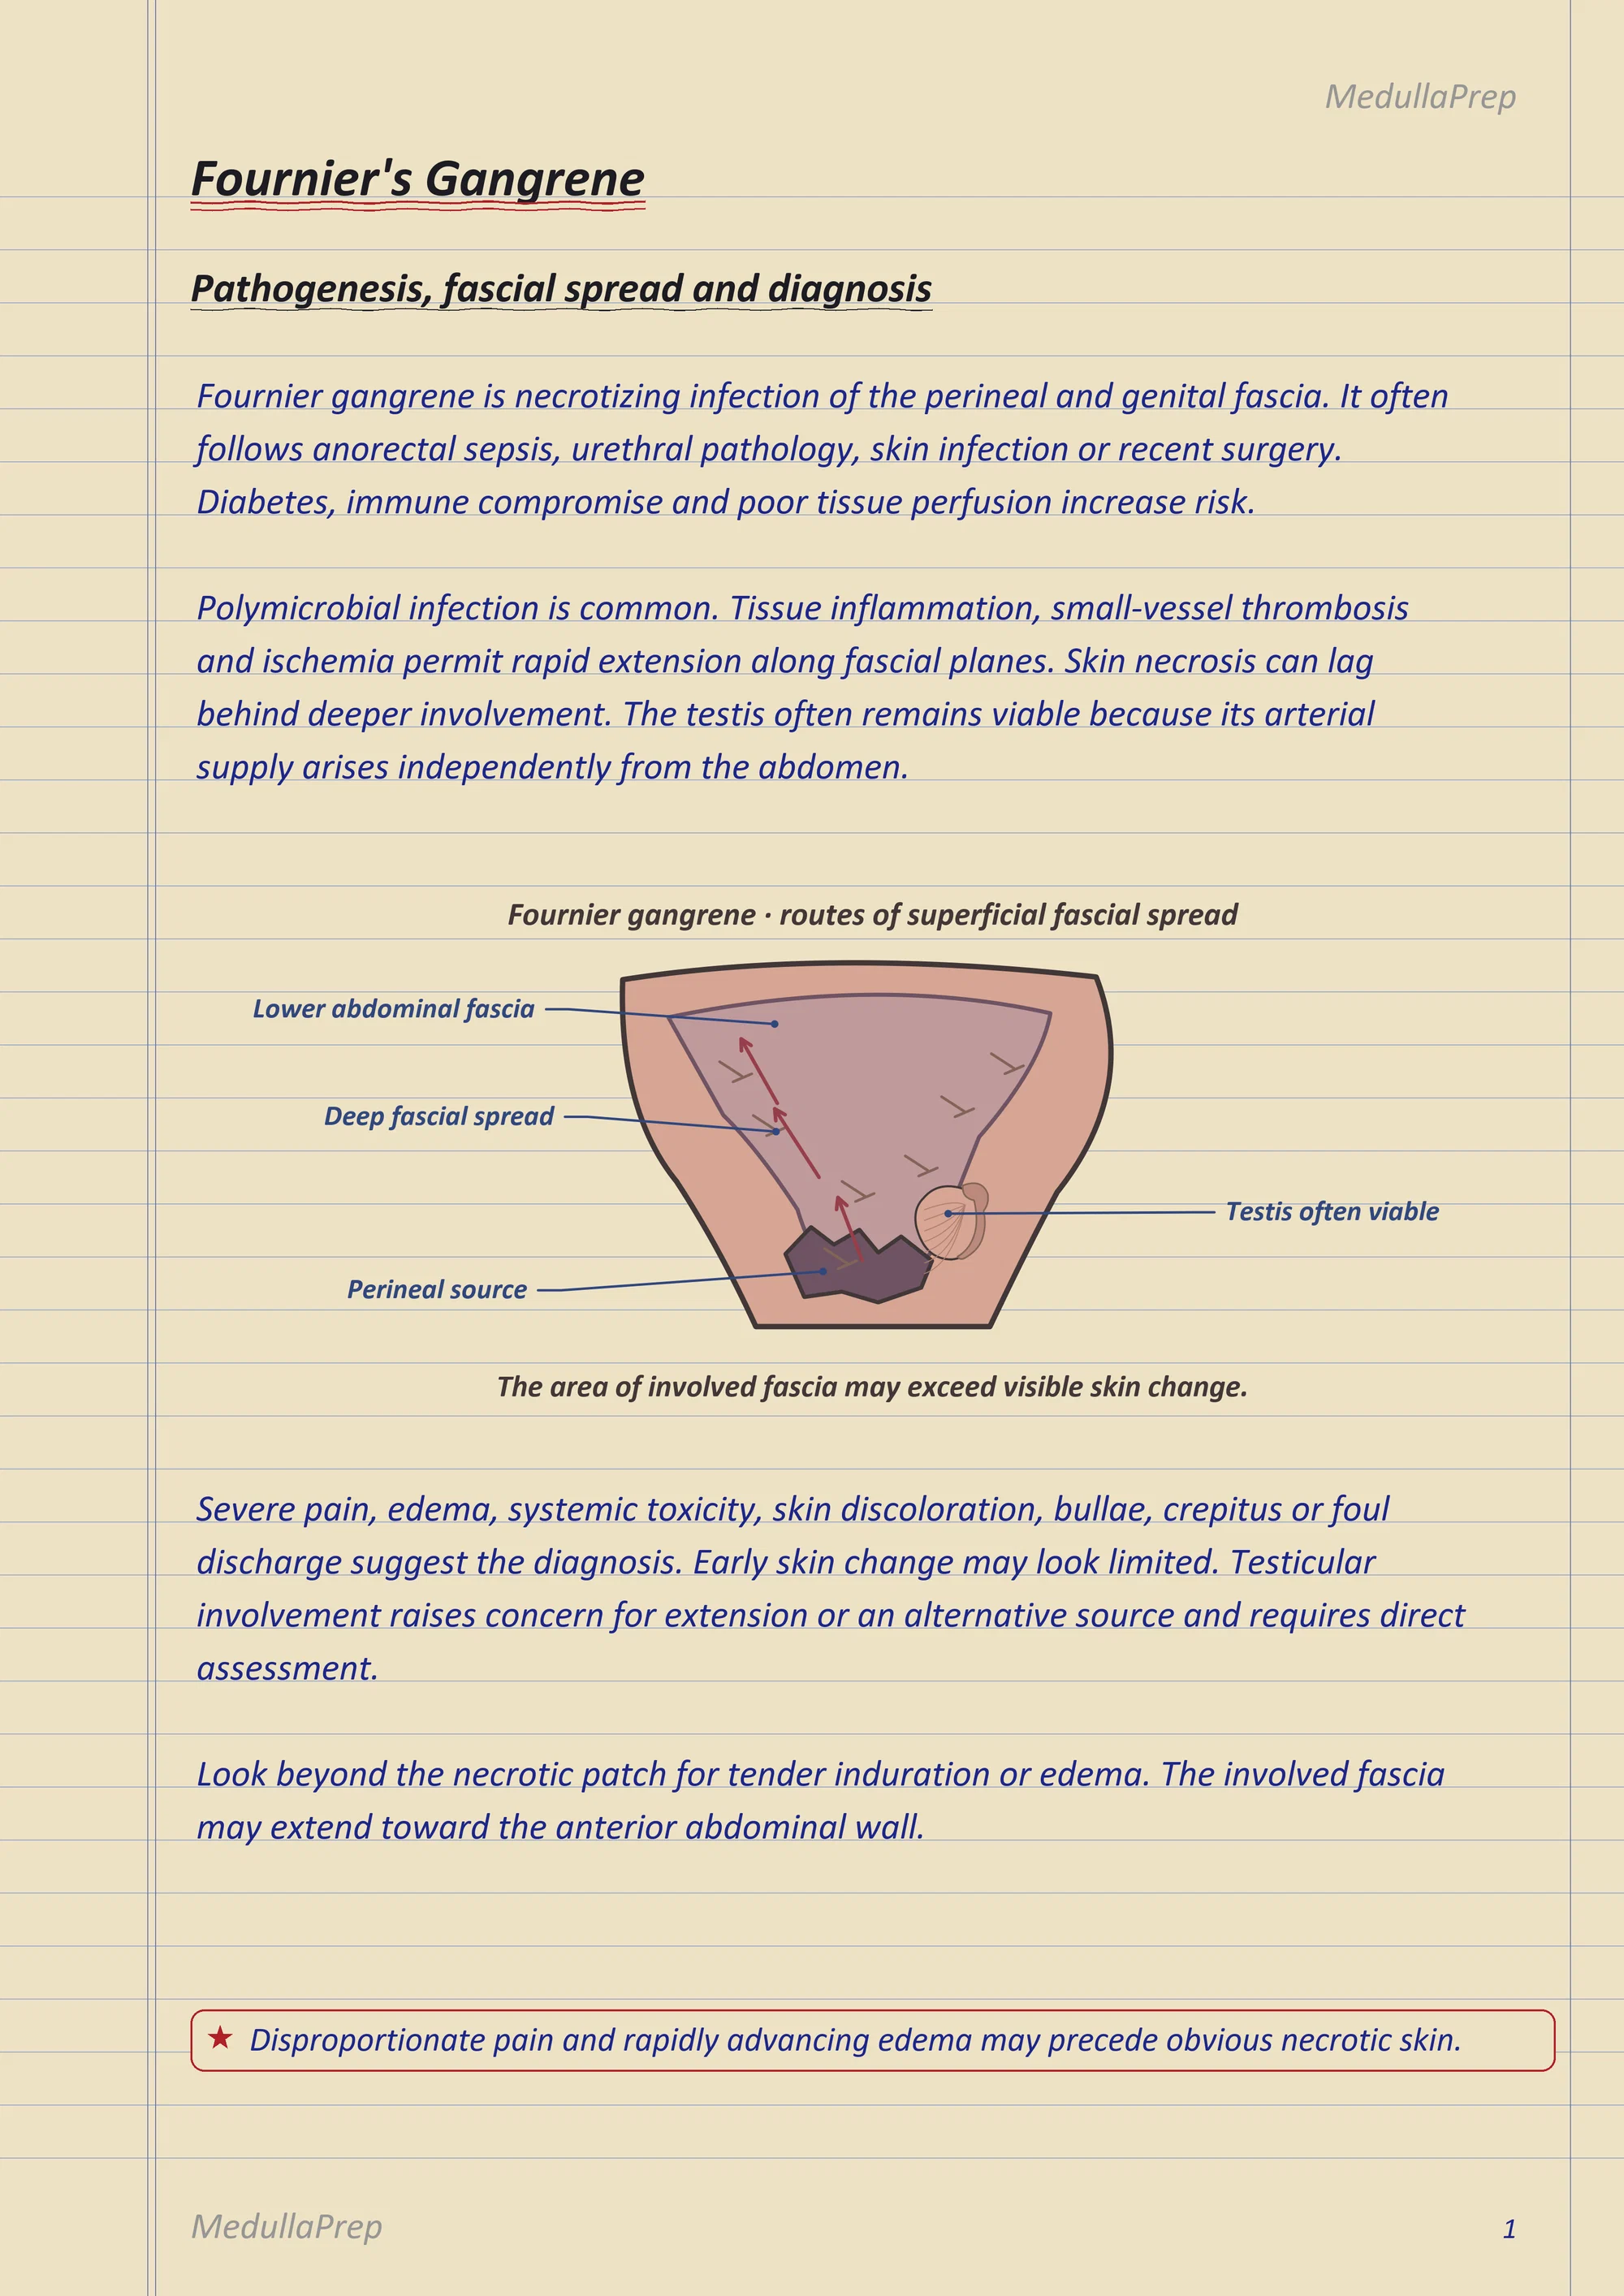 MedullaPrep
Fournier's Gangrene
Pathogenesis, fascial spread and diagnosis
Fournier gangrene is necrotizing infection of the perineal and genital fascia. It often
follows anorectal sepsis, urethral pathology, skin infection or recent surgery.
Diabetes, immune compromise and poor tissue perfusion increase risk.
Polymicrobial infection is common. Tissue inflammation, small-vessel thrombosis
and ischemia permit rapid extension along fascial planes. Skin necrosis can lag
behind deeper involvement. The testis often remains viable because its arterial
supply arises independently from the abdomen.
Fournier gangrene · routes of superficial fascial spread
Lower abdominal fascia
Deep fascial spread
Testis often viable
Perineal source
The area of involved fascia may exceed visible skin change.
Severe pain, edema, systemic toxicity, skin discoloration, bullae, crepitus or foul
discharge suggest the diagnosis. Early skin change may look limited. Testicular
involvement raises concern for extension or an alternative source and requires direct
assessment.
Look beyond the necrotic patch for tender induration or edema. The involved fascia
may extend toward the anterior abdominal wall.
★ Disproportionate pain and rapidly advancing edema may precede obvious necrotic skin.
MedullaPrep
1